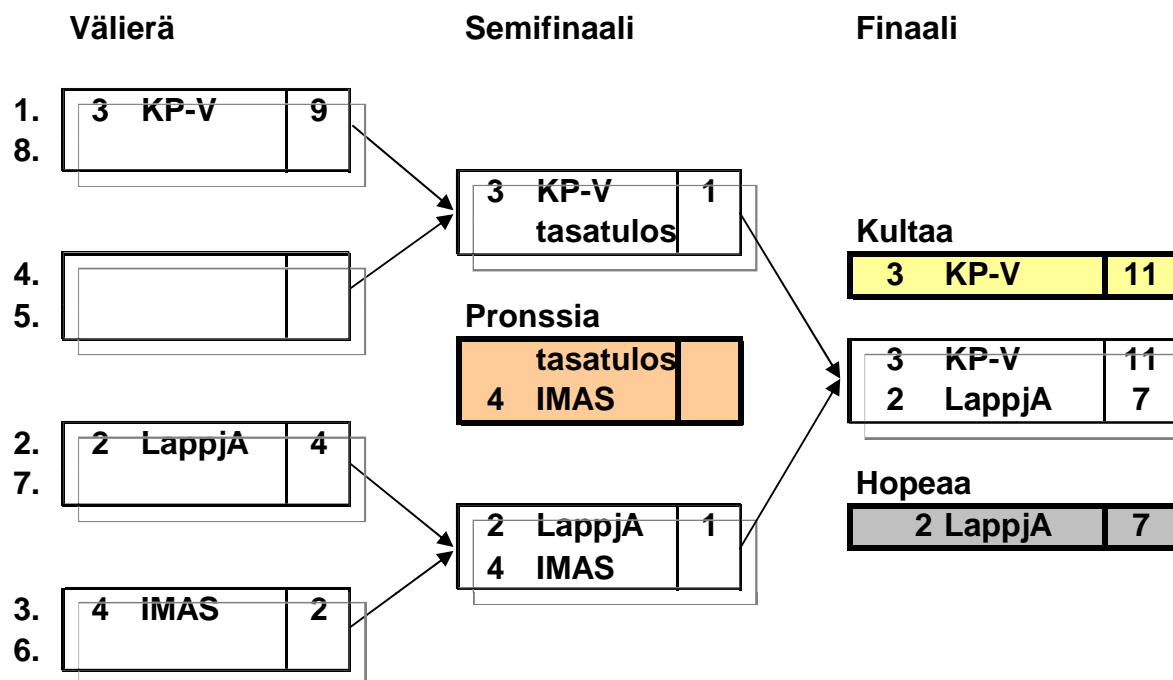 Välierä Semifinaali Finaali
1. 3 KP-V 9
8.
3 KP-V 1
tasatulos
Kultaa
4.
3 KP-V 11
5.
Pronssia
tasatulos
4 IMAS
3 KP-V 11
2 LappjA 7
2. 2 LappjA 4
7.
Hopeaa
2 LappjA 1
2 LappjA 7
4 IMAS
3. 4 IMAS 2
6.